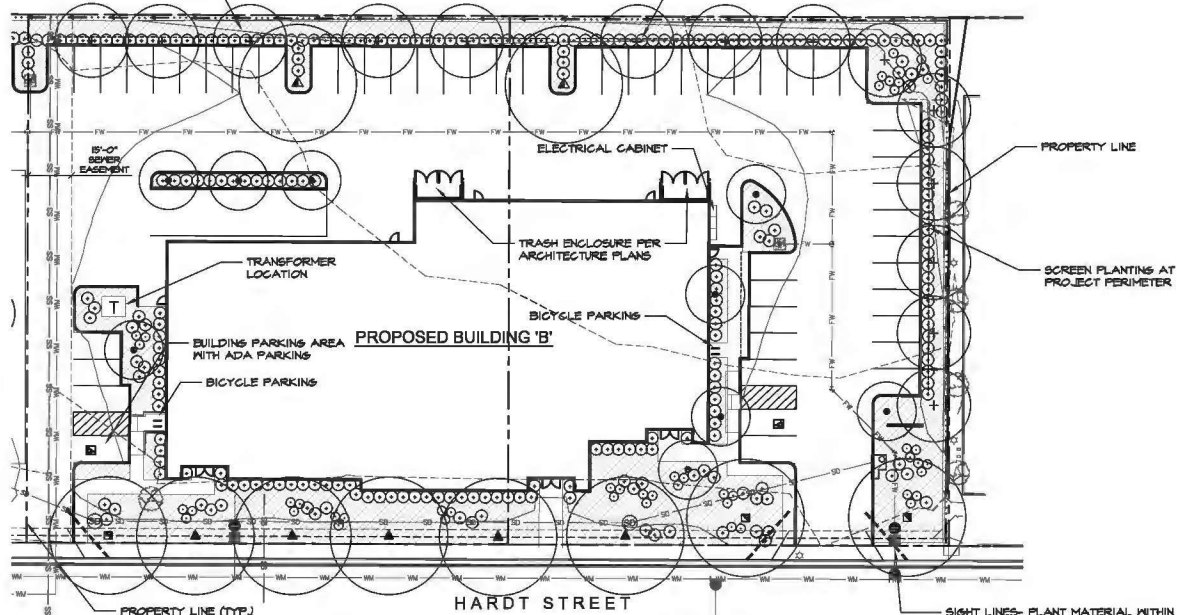 15'-0"
SEWER
EASEMENT
ELECTRICAL CABINET
PROPERTY LINE
TRASH ENCLOSURE PER
ARCHITECTURE PLANS
TRANSFORMER
LOCATION
SCREEN PLANTING AT
PROJECT PERIMETER
T
BICYCLE PARKING
PROPOSED BUILDING 'B'
BUILDING PARKING AREA
WITH ADA PARKING
BICYCLE PARKING
HARDT STREET
PROPERTY LINE (TYP.)
SIGHT LINES- PLANT MATERIAL WITHIN